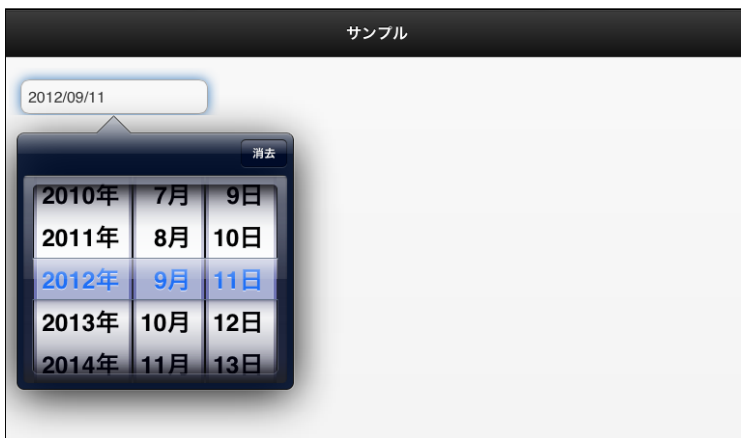 サンプル
2012/09/11
消去
2010年 7月 9日
2011年 8月 10日
2012年 9月 11日
2013年 10月 12日
2014年 11月 13日